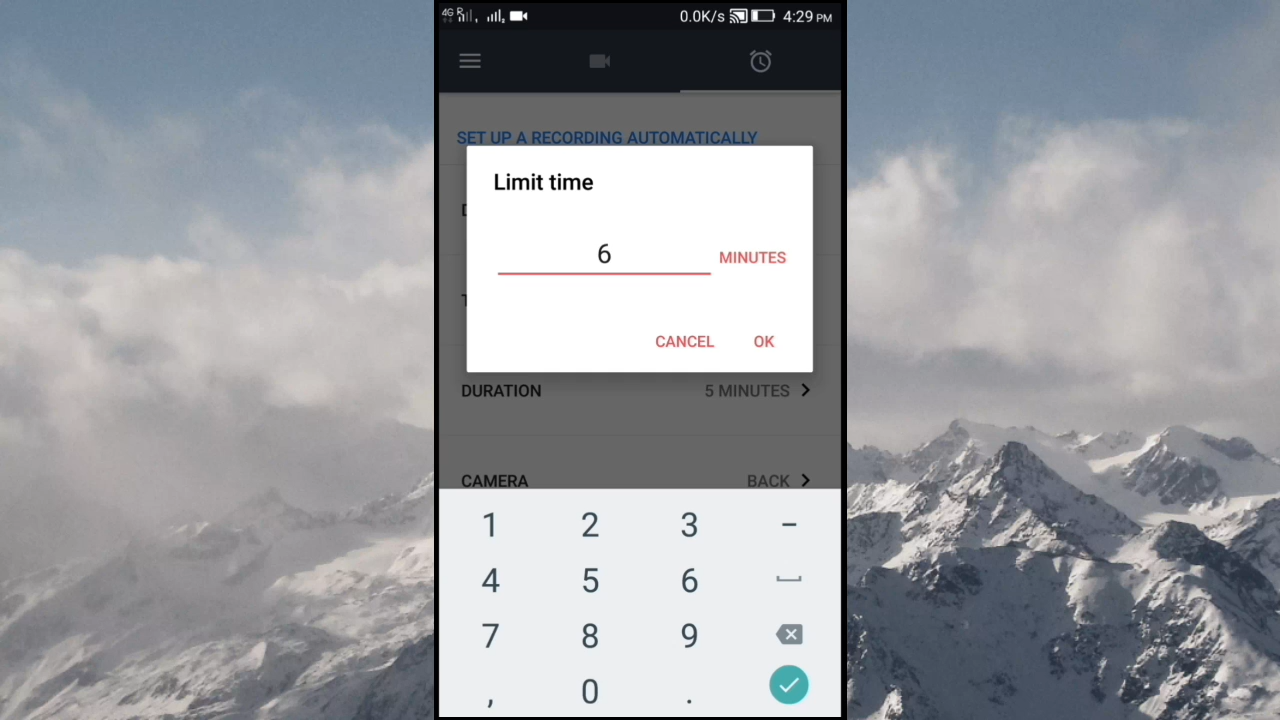 4G R 0.0K/s 4:29 PM
SET UP A RECORDING AUTOMATICALLY
Limit time
6 MINUTES
CANCEL OK
DURATION 5 MINUTES
CAMERA BACK
1 2 3 -
4 5 6
7 8 9
, 0 .